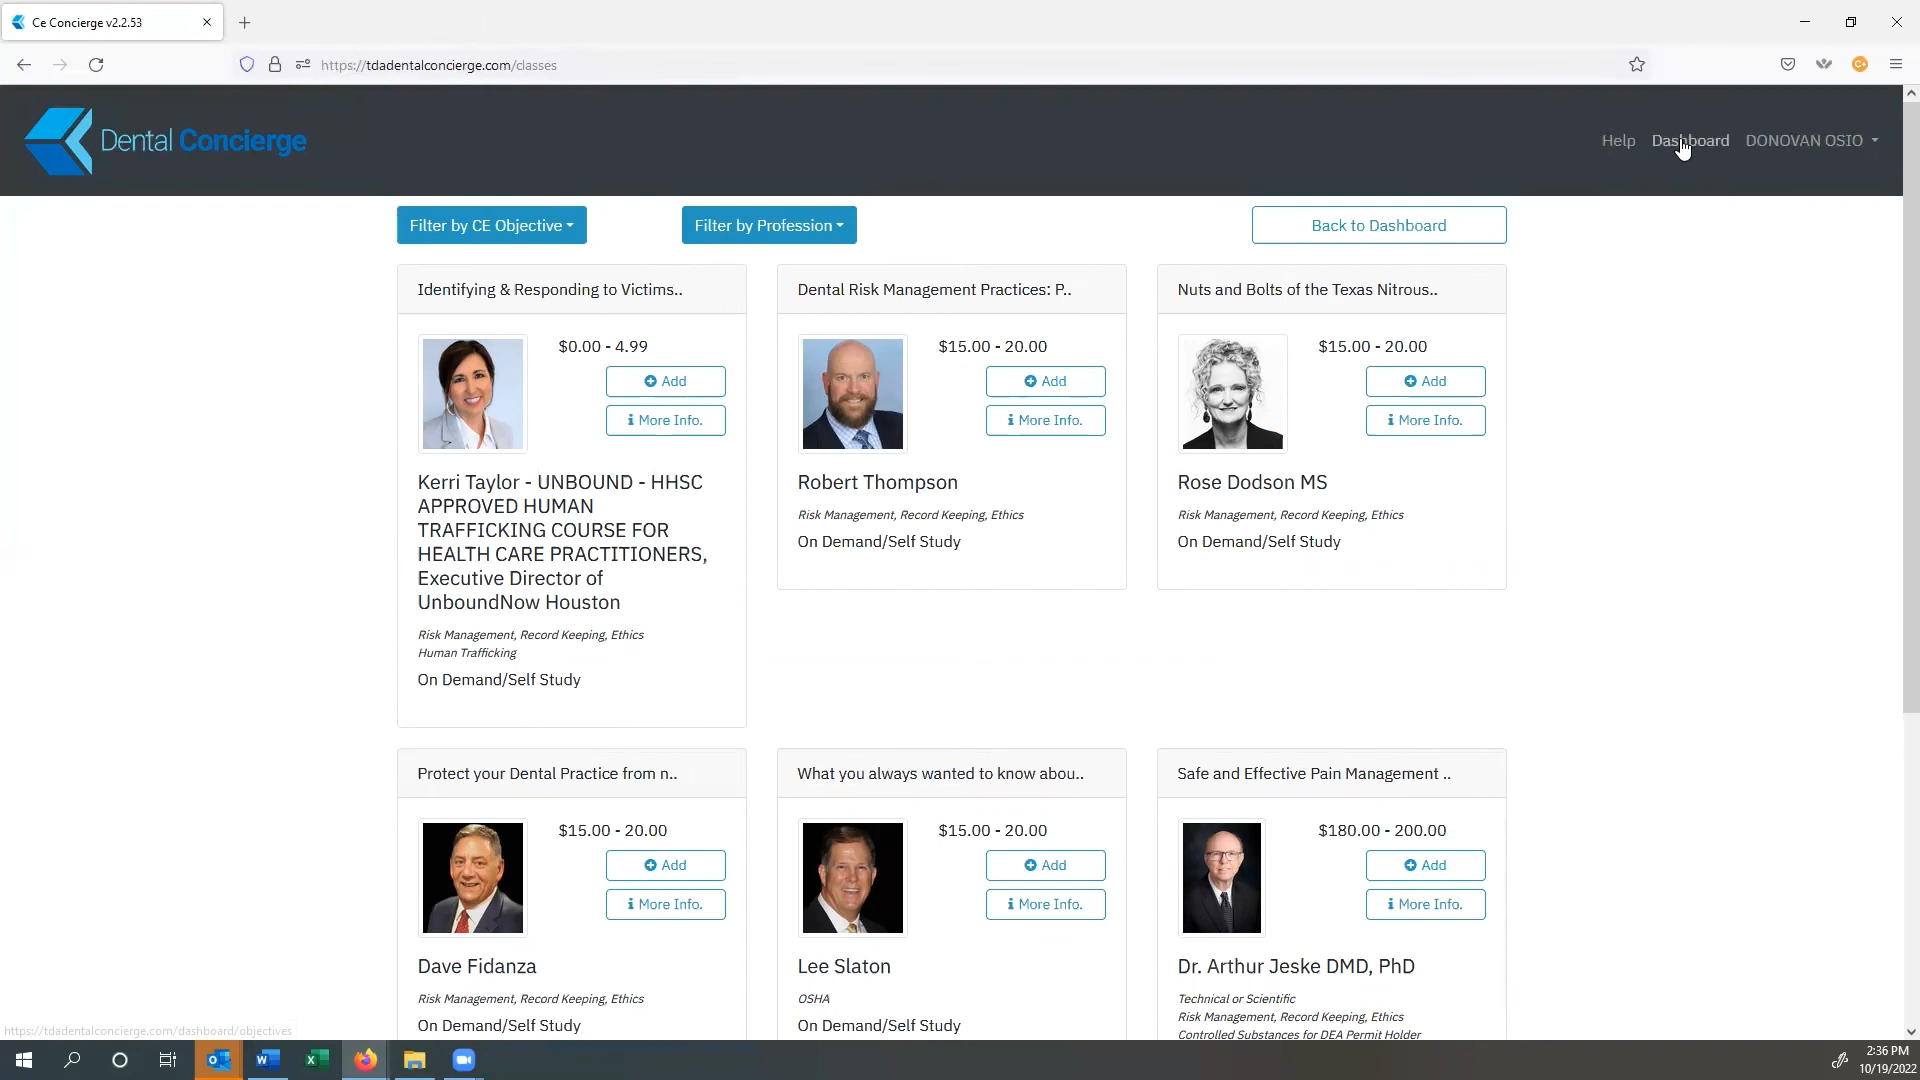 Ce Concierge v2.2.53
https://tdadentalconcierge.com/classes
Dental Concierge
Help Dashboard DONOVAN OSIO
Filter by CE Objective
Filter by Profession
Back to Dashboard
Identifying & Responding to Victims..
$0.00 - 4.99
Add
More Info.
Kerri Taylor - UNBOUND - HHSC
APPROVED HUMAN
TRAFFICKING COURSE FOR
HEALTH CARE PRACTITIONERS,
Executive Director of
UnboundNow Houston
Risk Management, Record Keeping, Ethics
Human Trafficking
On Demand/Self Study
Dental Risk Management Practices: P..
$15.00 - 20.00
Add
More Info.
Robert Thompson
Risk Management, Record Keeping, Ethics
On Demand/Self Study
Nuts and Bolts of the Texas Nitrous..
$15.00 - 20.00
Add
More Info.
Rose Dodson MS
Risk Management, Record Keeping, Ethics
On Demand/Self Study
Protect your Dental Practice from n..
$15.00 - 20.00
Add
More Info.
Dave Fidanza
Risk Management, Record Keeping, Ethics
On Demand/Self Study
What you always wanted to know abou..
$15.00 - 20.00
Add
More Info.
Lee Slaton
OSHA
On Demand/Self Study
Safe and Effective Pain Management ..
$180.00 - 200.00
Add
More Info.
Dr. Arthur Jeske DMD, PhD
Technical or Scientific
Risk Management, Record Keeping, Ethics
Controlled Substances for DEA Permit Holder
https://tdadentalconcierge.com/dashboard/objectives
2:36 PM
10/19/2022